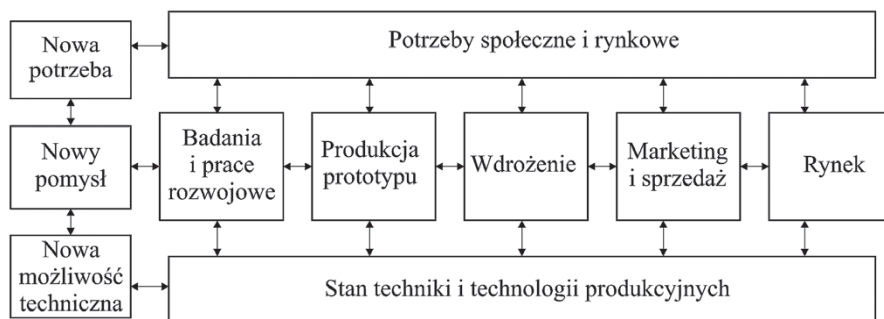 Nowa
potrzeba
Potrzeby społeczne i rynkowe
Nowy
pomysł
Badania
i prace
rozwojowe
Produkcja
prototypu
Wdrożenie
Marketing
i sprzedaż
Rynek
Nowa
możliwość
techniczna
Stan techniki i technologii produkcyjnych